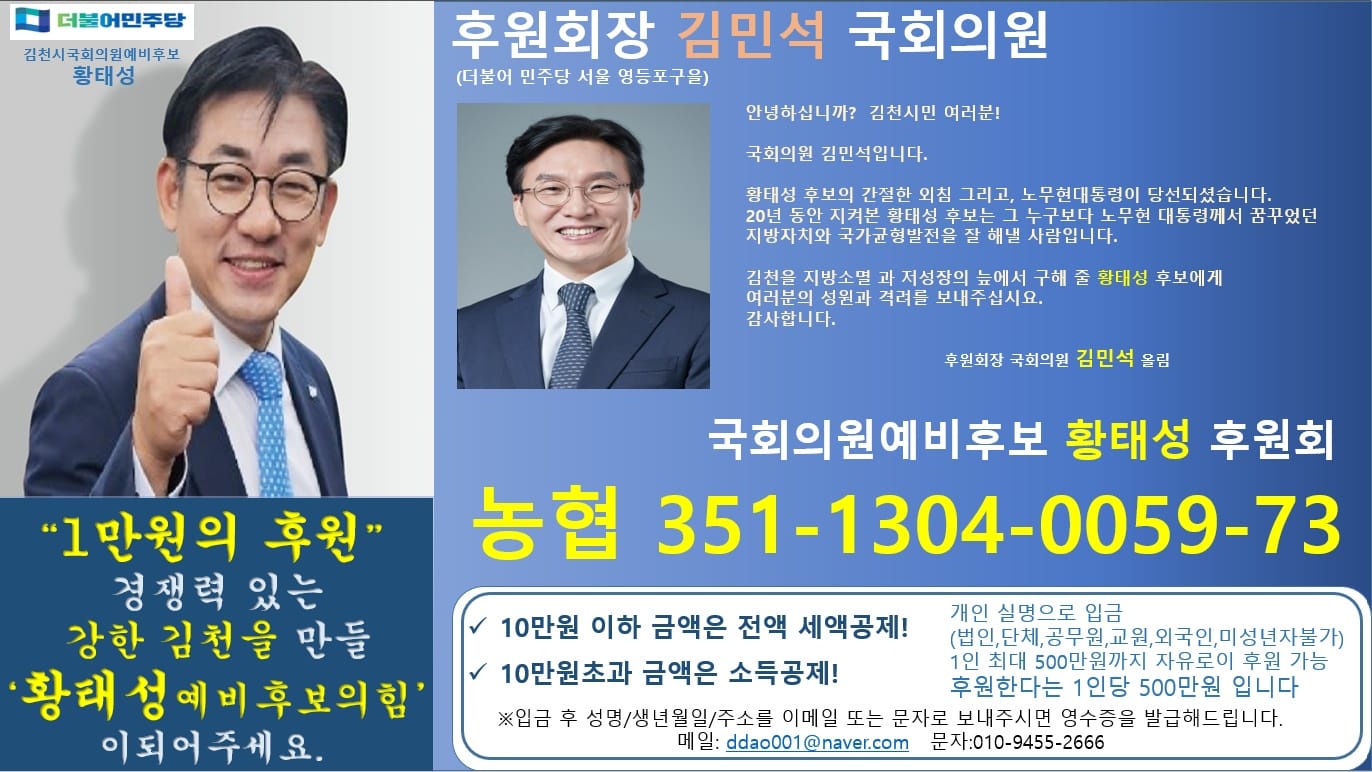 더불어민주당
김천시국회의원예비후보
황태성
“1만원의 후원”
경쟁력 있는
강한 김천을 만들
‘황태성예비후보의힘’
이되어주세요.
후원회장 김민석 국회의원
(더불어 민주당 서울 영등포구을)
안녕하십니까? 김천시민 여러분!
국회의원 김민석입니다.
황태성 후보의 간절한 외침 그리고, 노무현대통령이 당선되셨습니다.
20년 동안 지켜본 황태성 후보는 그 누구보다 노무현 대통령께서 꿈꾸었던
지방자치와 국가균형발전을 잘 해낼 사람입니다.
김천을 지방소멸 과 저성장의 늪에서 구해 줄 황태성 후보에게
여러분의 성원과 격려를 보내주십시요.
감사합니다.
후원회장 국회의원 김민석 올림
국회의원예비후보 황태성 후원회
농협 351-1304-0059-73
✓ 10만원 이하 금액은 전액 세액공제!
✓ 10만원초과 금액은 소득공제!
개인 실명으로 입금
(법인,단체,공무원,교원,외국인,미성년자불가)
1인 최대 500만원까지 자유로이 후원 가능
후원한다는 1인당 500만원 입니다
※입금 후 성명/생년월일/주소를 이메일 또는 문자로 보내주시면 영수증을 발급해드립니다.
메일: ddao001@naver.com 문자:010-9455-2666